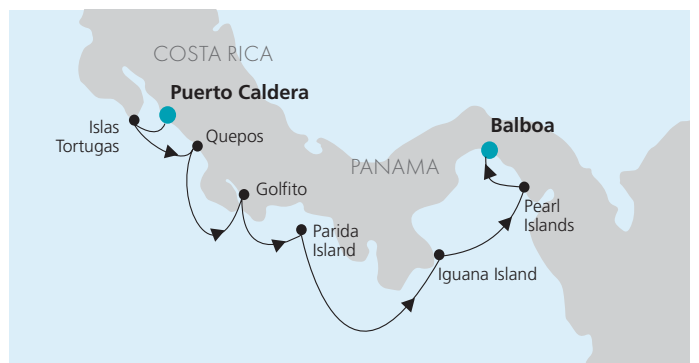 COSTA RICA
Puerto Caldera
Islas
Tortugas
Quepos
Balboa
PANAMA
Golfito
Pearl
Islands
Parida
Island
Iguana Island